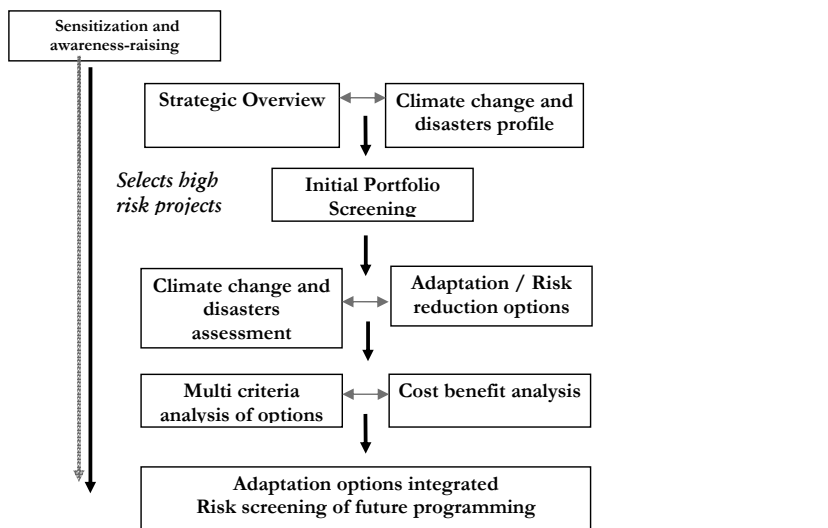 Sensitization and
awareness-raising
Strategic Overview
Climate change and
disasters profile
Selects high
risk projects
Initial Portfolio
Screening
Climate change and
disasters
assessment
Adaptation / Risk
reduction options
Multi criteria
analysis of options
Cost benefit analysis
Adaptation options integrated
Risk screening of future programming